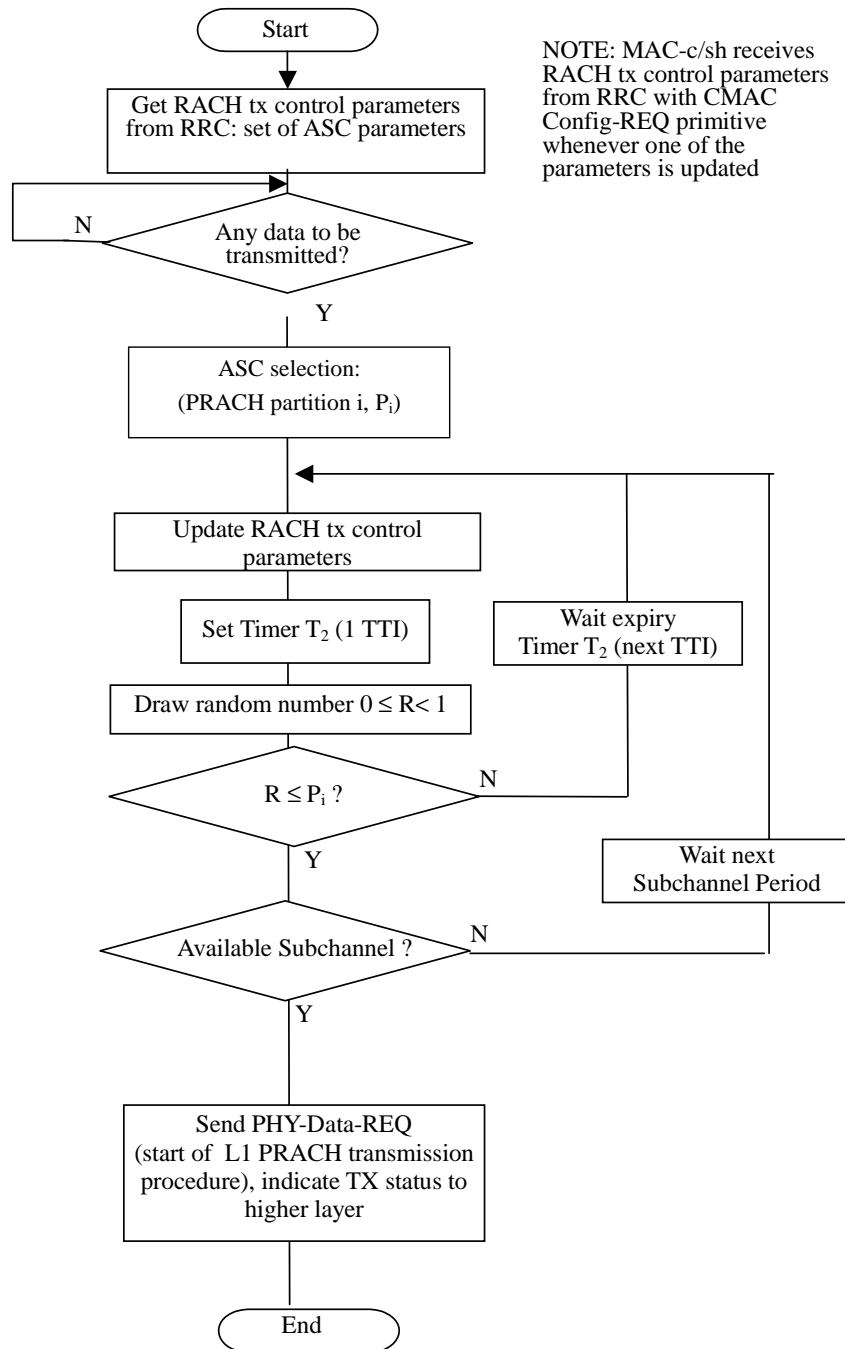 Start
NOTE: MAC-c/sh receives
RACH tx control parameters
from RRC with CMAC
Config-REQ primitive
whenever one of the
parameters is updated
Get RACH tx control parameters
from RRC: set of ASC parameters
N
Any data to be
transmitted?
Y
ASC selection:
(PRACH partition i, Pi)
Update RACH tx control
parameters
Set Timer T2 (1 TTI)
Wait expiry
Timer T2 (next TTI)
Draw random number 0 ≤ R< 1
R ≤ Pi ?
N
Y
Wait next
Subchannel Period
Available Subchannel ?
N
Y
Send PHY-Data-REQ
(start of L1 PRACH transmission
procedure), indicate TX status to
higher layer
End